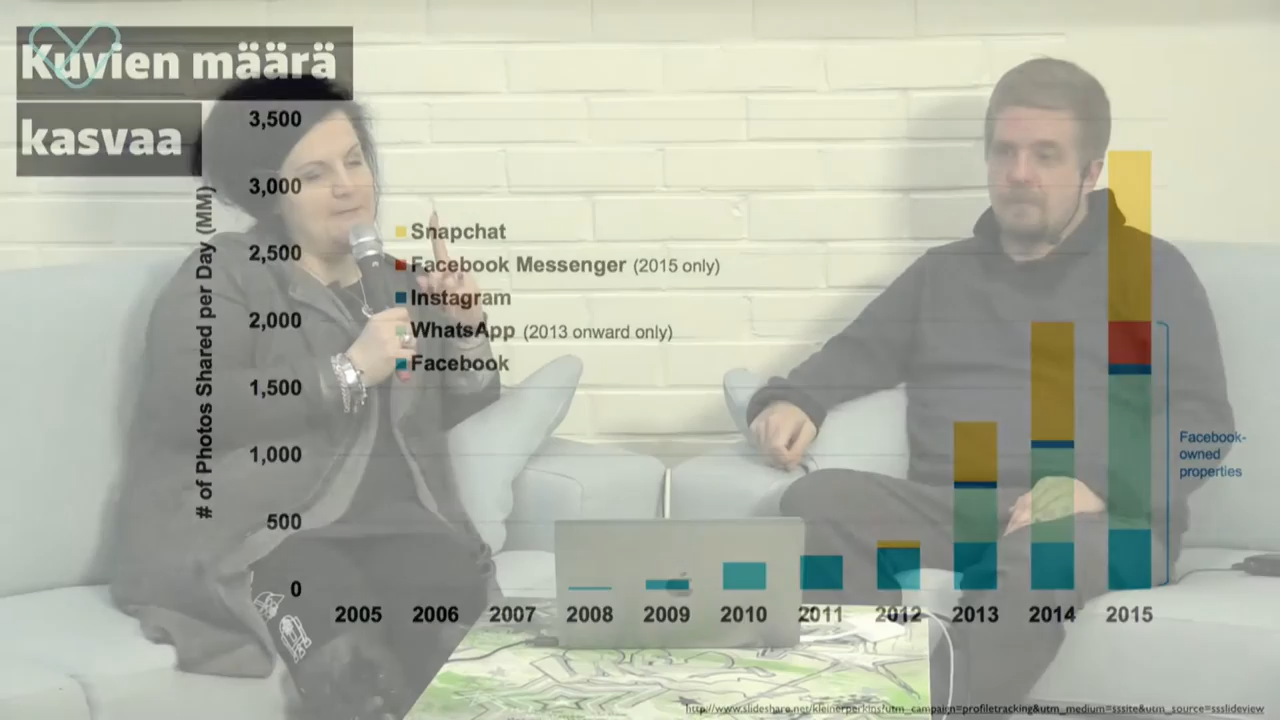 Kuvien määrä
kasvaa
# of Photos Shared per Day (MM)
3,500
3,000
2,500
2,000
1,500
1,000
500
0
Snapchat
Facebook Messenger (2015 only)
Instagram
WhatsApp (2013 onward only)
Facebook
Facebook-
owned
properties
2005 2006 2007 2008 2009 2010 2011 2012 2013 2014 2015
http://www.slideshare.net/kleinerperkins?utm_campaign=profiletracking&utm_medium=sssite&utm_source=ssslideview